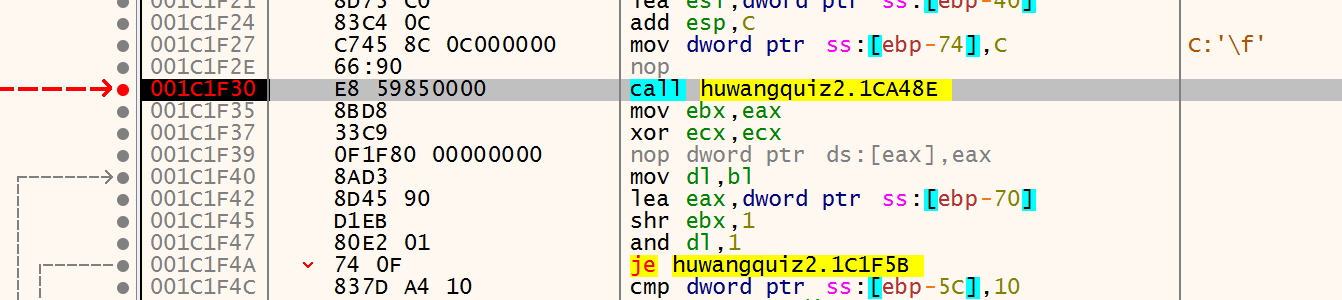 001C1F21 8D75 C0 lea esi,dword ptr ss:[ebp-40]
001C1F24 83C4 0C add esp,C
001C1F27 C745 8C 0C000000 mov dword ptr ss:[ebp-74],C C:'\f'
001C1F2E 66:90 nop
001C1F30 E8 59850000 call huwangquiz2.1CA48E
001C1F35 8BD8 mov ebx,eax
001C1F37 33C9 xor ecx,ecx
001C1F39 0F1F80 00000000 nop dword ptr ds:[eax],eax
001C1F40 8AD3 mov dl,bl
001C1F42 8D45 90 lea eax,dword ptr ss:[ebp-70]
001C1F45 D1EB shr ebx,1
001C1F47 80E2 01 and dl,1
001C1F4A 74 0F je huwangquiz2.1C1F5B
001C1F4C 837D A4 10 cmp dword ptr ss:[ebp-5C],10